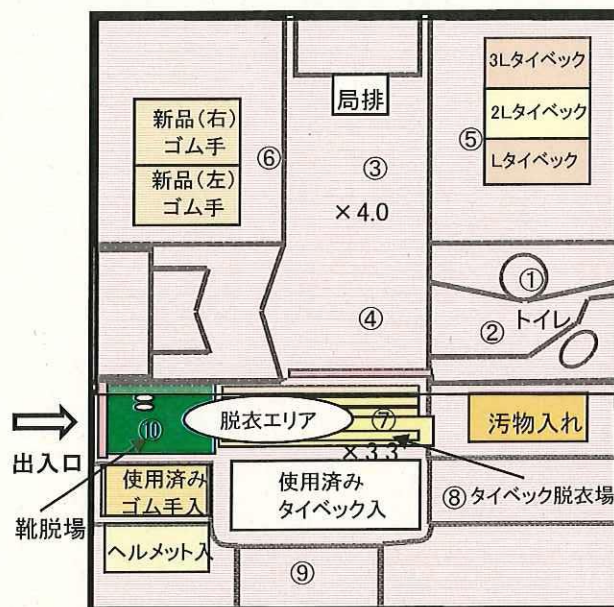 3Lタイベック
局排
2Lタイベック
新品(右)
ゴム手
⑥
③
⑤
Lタイベック
新品(左)
ゴム手
×4.0
①
④
②
トイレ
脱衣エリア
⑦
汚物入れ
⑩
出入口
×3.3
使用済み
ゴム手入
使用済み
タイベック入
⑧タイベック脱衣場
靴脱場
ヘルメット入
⑨